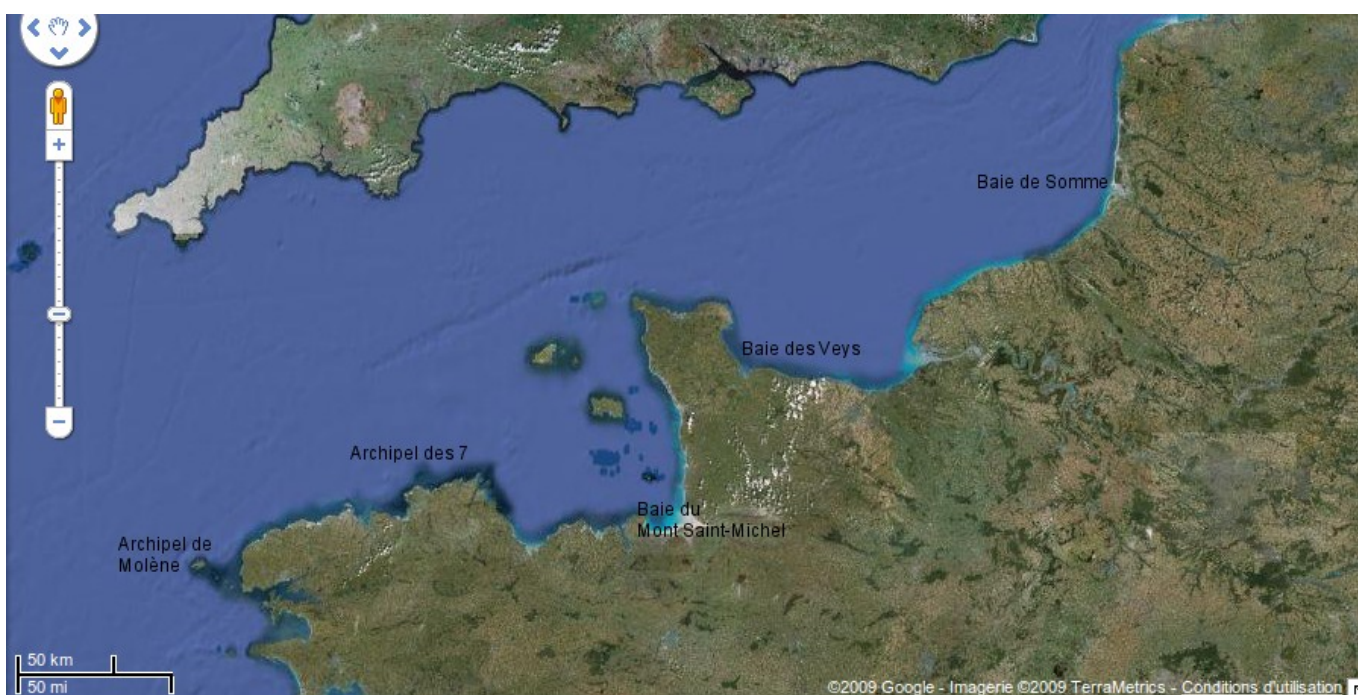 Baie de Somme
Baie des Veys
Archipel des 7
Baie du
Mont Saint-Michel
Archipel de
Molène
50 km
50 mi
©2009 Google - Imagerie ©2009 TerraMetrics - Conditions d'utilisation